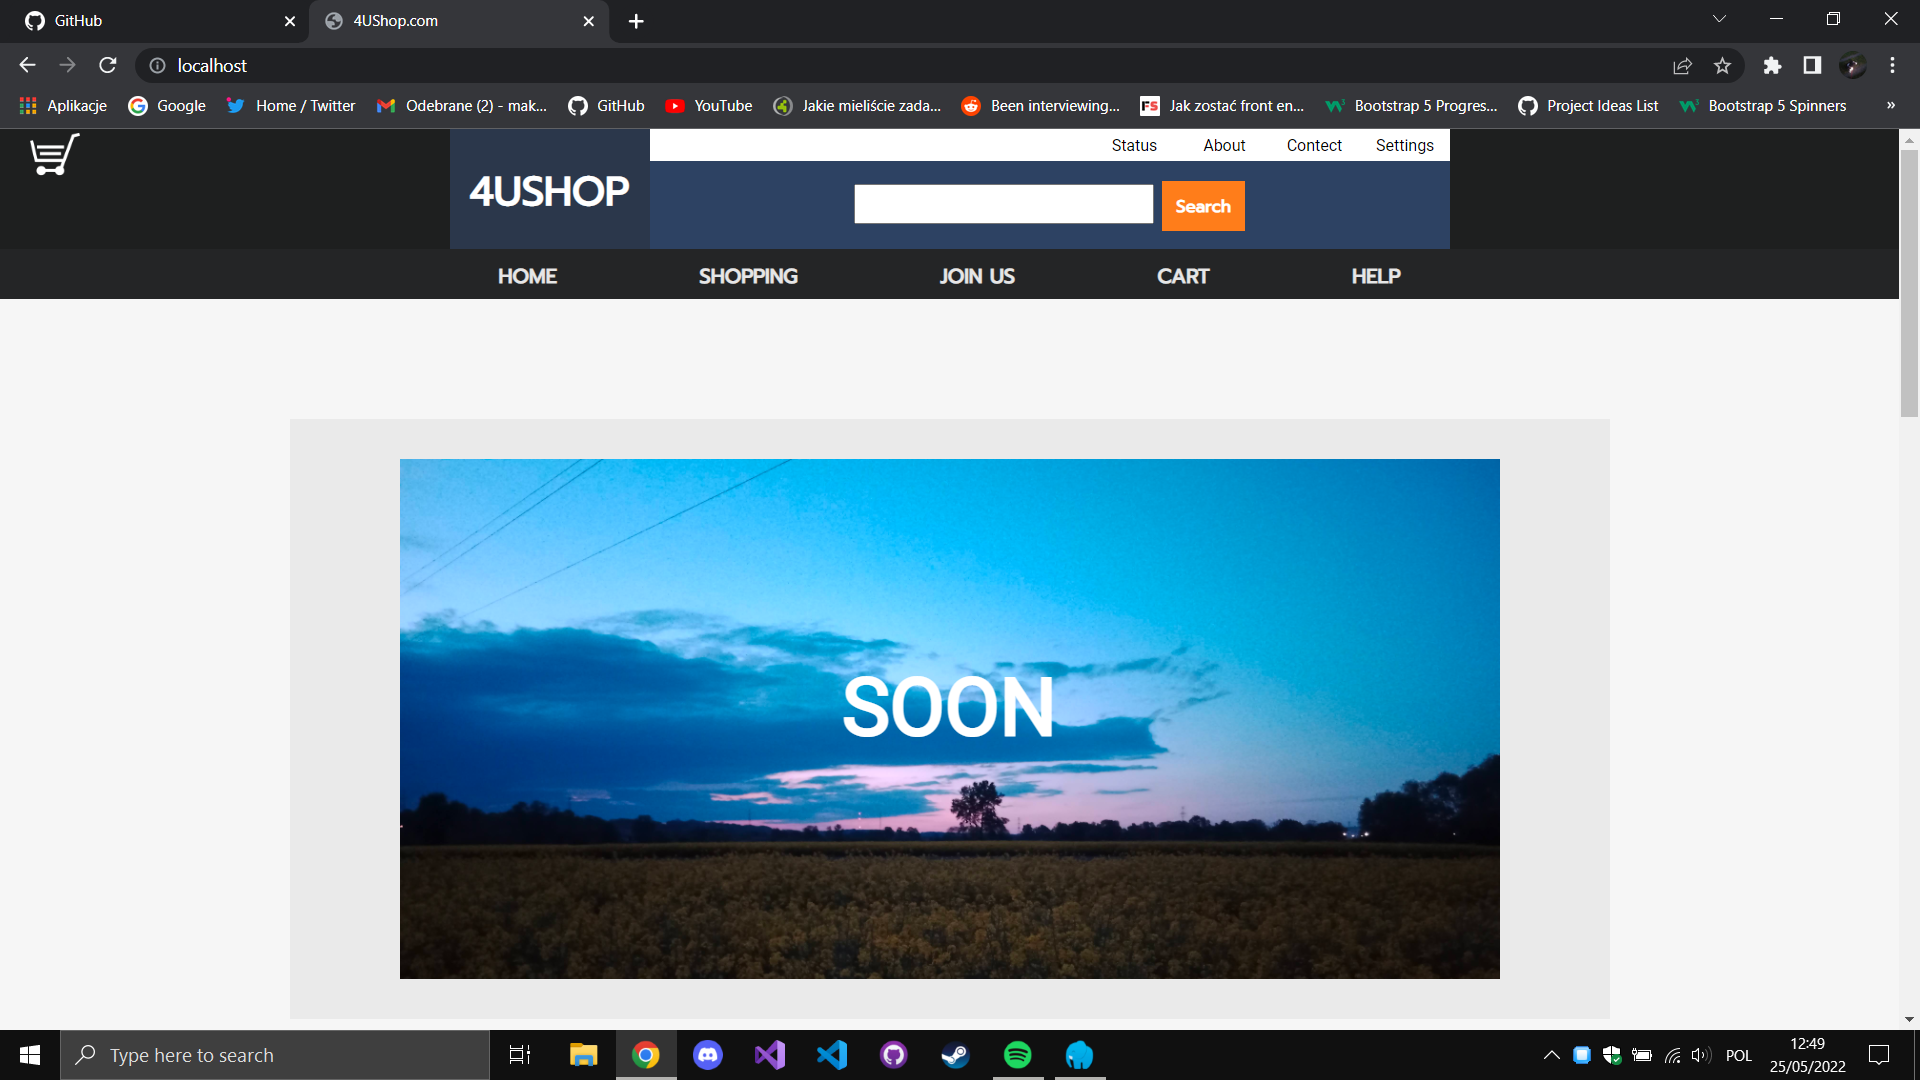 GitHub
4UShop.com
localhost
Aplikacje
Google
Home / Twitter
Odebrane (2) - mak...
GitHub
YouTube
Jakie mieliście zada...
Been interviewing...
FS
Jak zostać front en...
Bootstrap 5 Progres...
Project Ideas List
Bootstrap 5 Spinners
»
Status About Contect Settings
4USHOP
Search
HOME SHOPPING JOIN US CART HELP
SOON
Type here to search
POL
12:49
25/05/2022